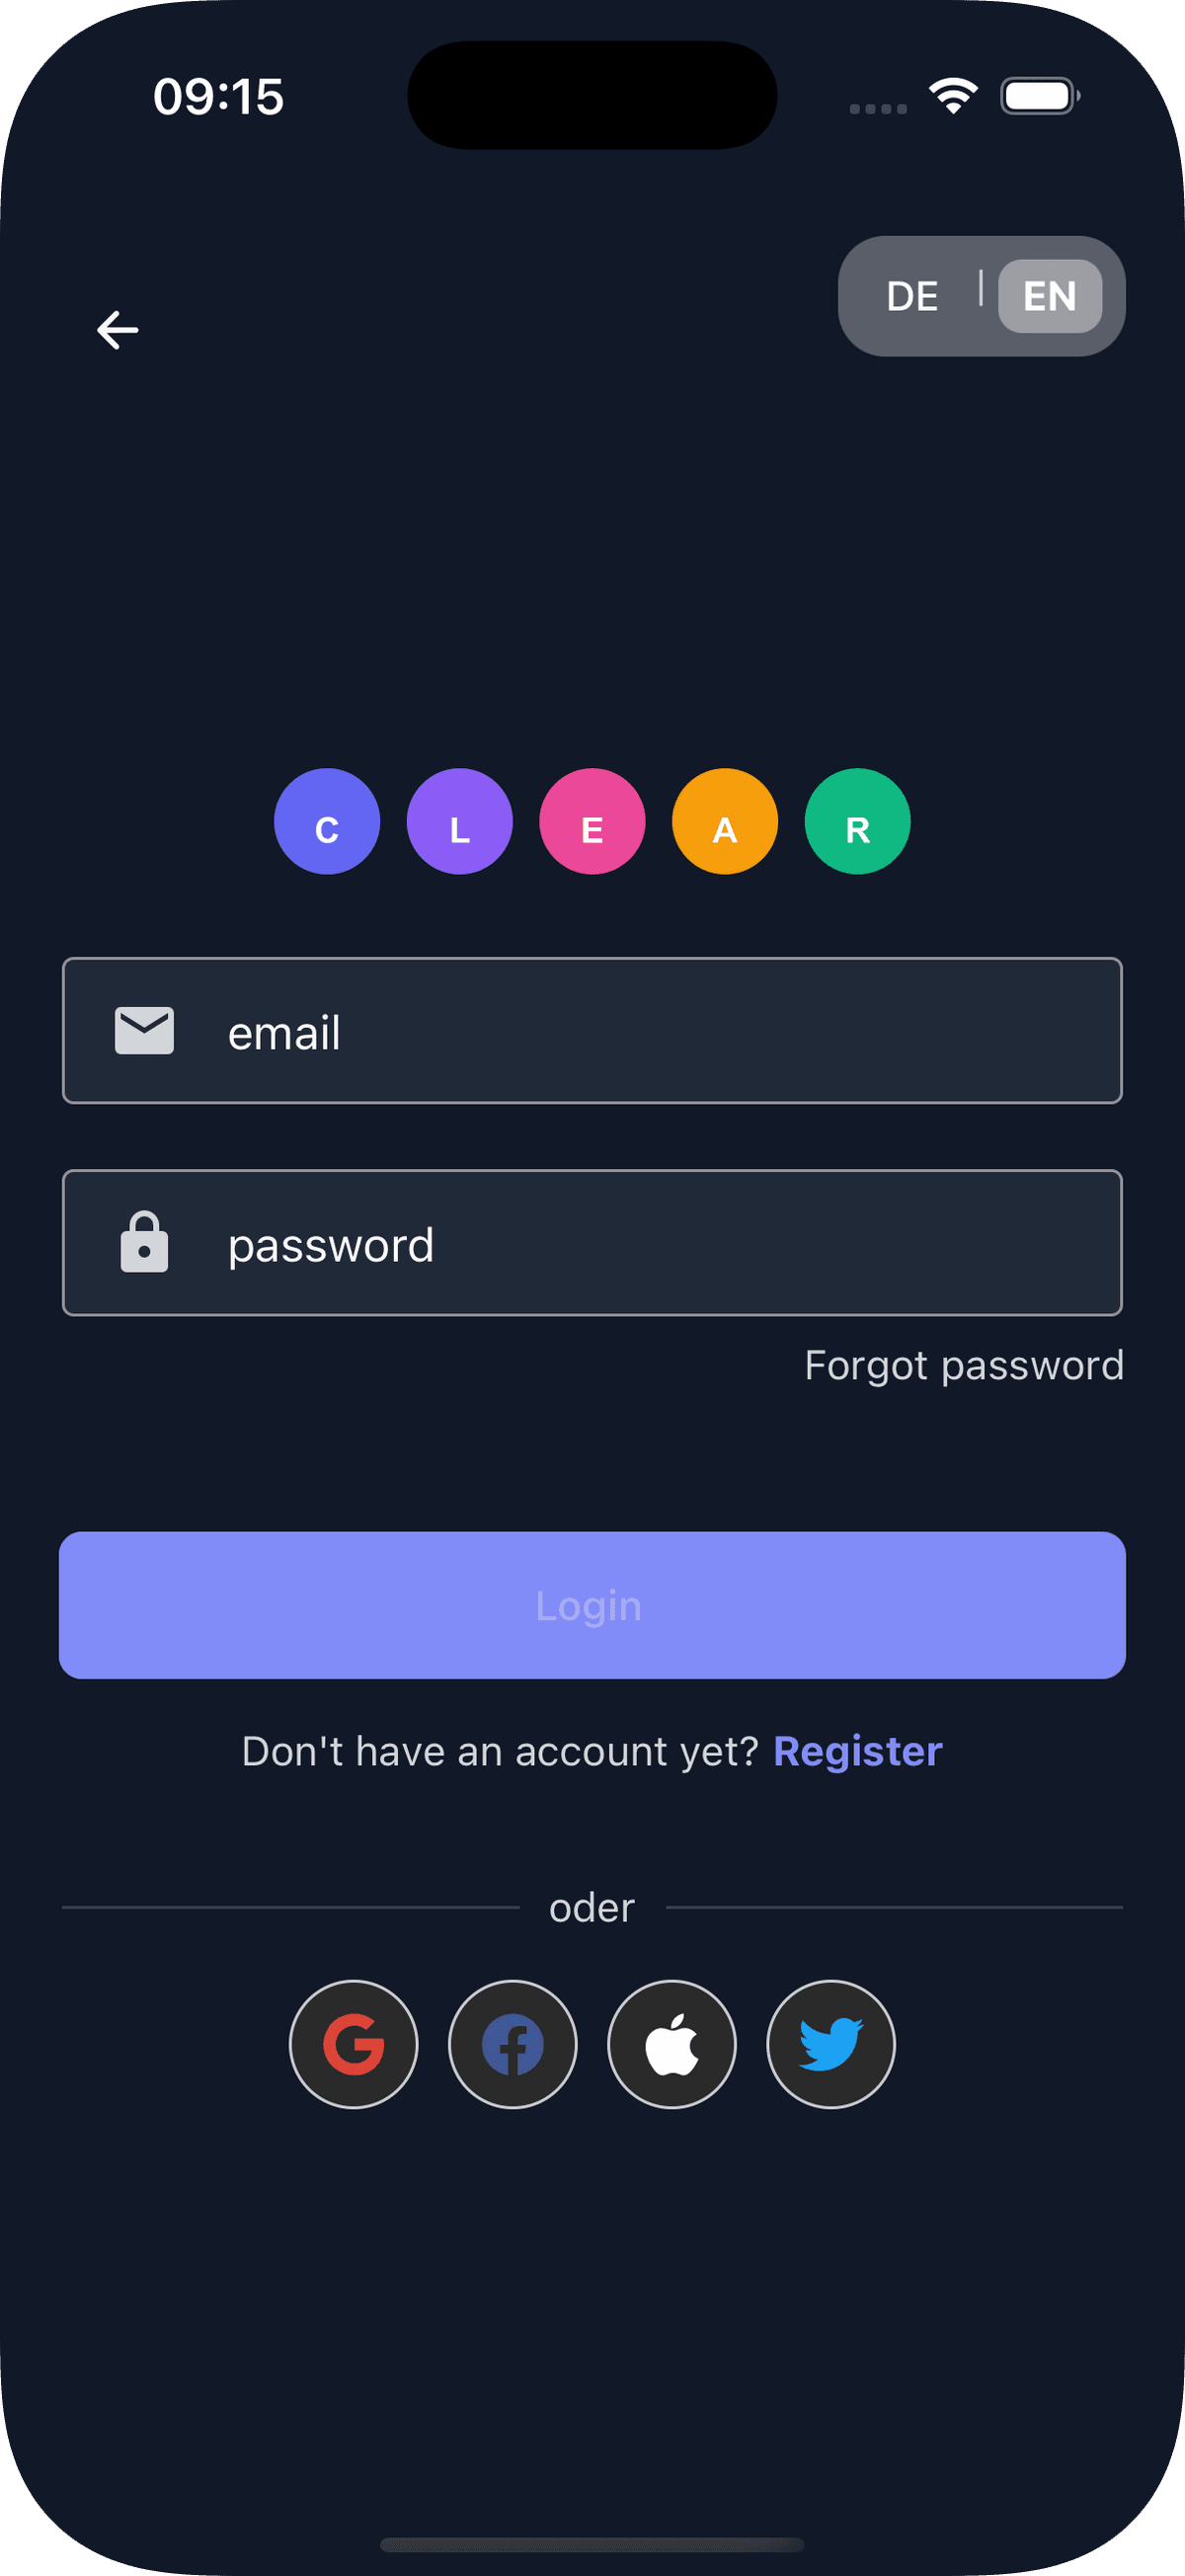 09:15
DE | EN
C L E A R
email
password
Forgot password
Login
Don't have an account yet? Register
oder